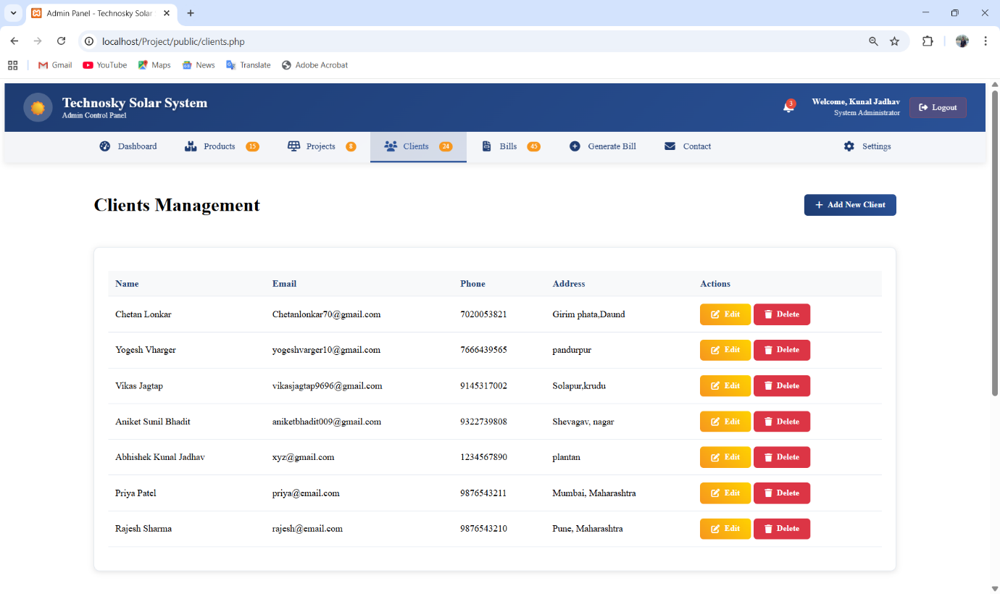 Admin Panel - Technosky Solar
localhost/Project/public/clients.php
Gmail YouTube Maps News Translate Adobe Acrobat
Technosky Solar System
Admin Control Panel
3
Welcome, Kunal Jadhav
System Administrator
Logout
Dashboard Products 15 Projects 8 Clients 24 Bills 45 Generate Bill Contact Settings
Clients Management
+ Add New Client
Name Email Phone Address Actions
Chetan Lonkar Chetanlonkar70@gmail.com 7020053821 Girim phata,Daund Edit Delete
Yogesh Vharger yogeshvarger10@gmail.com 7666439565 pandurpur Edit Delete
Vikas Jagtap vikasjagtap9696@gmail.com 9145317002 Solapur,krudu Edit Delete
Aniket Sunil Bhadit aniketbhadit009@gmail.com 9322739808 Shevagav, nagar Edit Delete
Abhishek Kunal Jadhav xyz@gmail.com 1234567890 plantan Edit Delete
Priya Patel priya@email.com 9876543211 Mumbai, Maharashtra Edit Delete
Rajesh Sharma rajesh@email.com 9876543210 Pune, Maharashtra Edit Delete